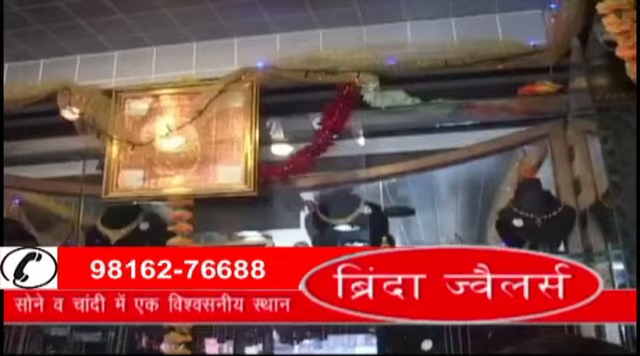 98162-76688
ब्रिंदा ज्वैलर्स
सोने व चांदी में एक विश्वसनीय स्थान